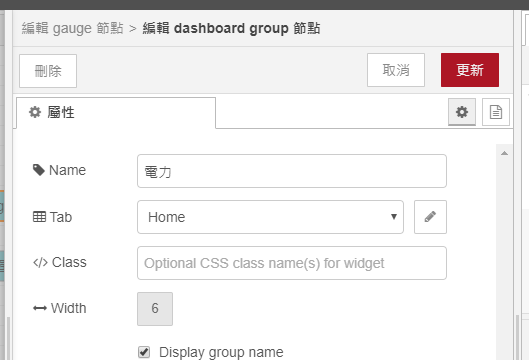 編輯 gauge 節點 > 編輯 dashboard group 節點
刪除 取消 更新
屬性
Name 電力
Tab Home
</> Class Optional CSS class name(s) for widget
Width 6
Display group name